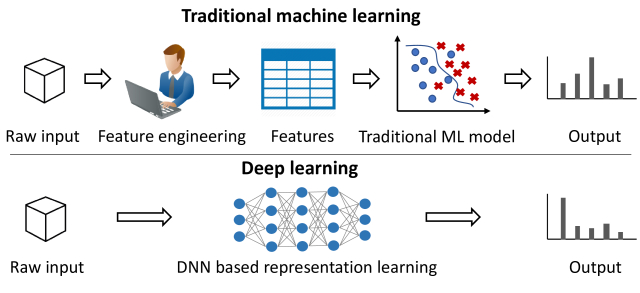 Traditional machine learning
Raw input
Feature engineering
Features
Traditional ML model
Output
Deep learning
Raw input
DNN based representation learning
Output